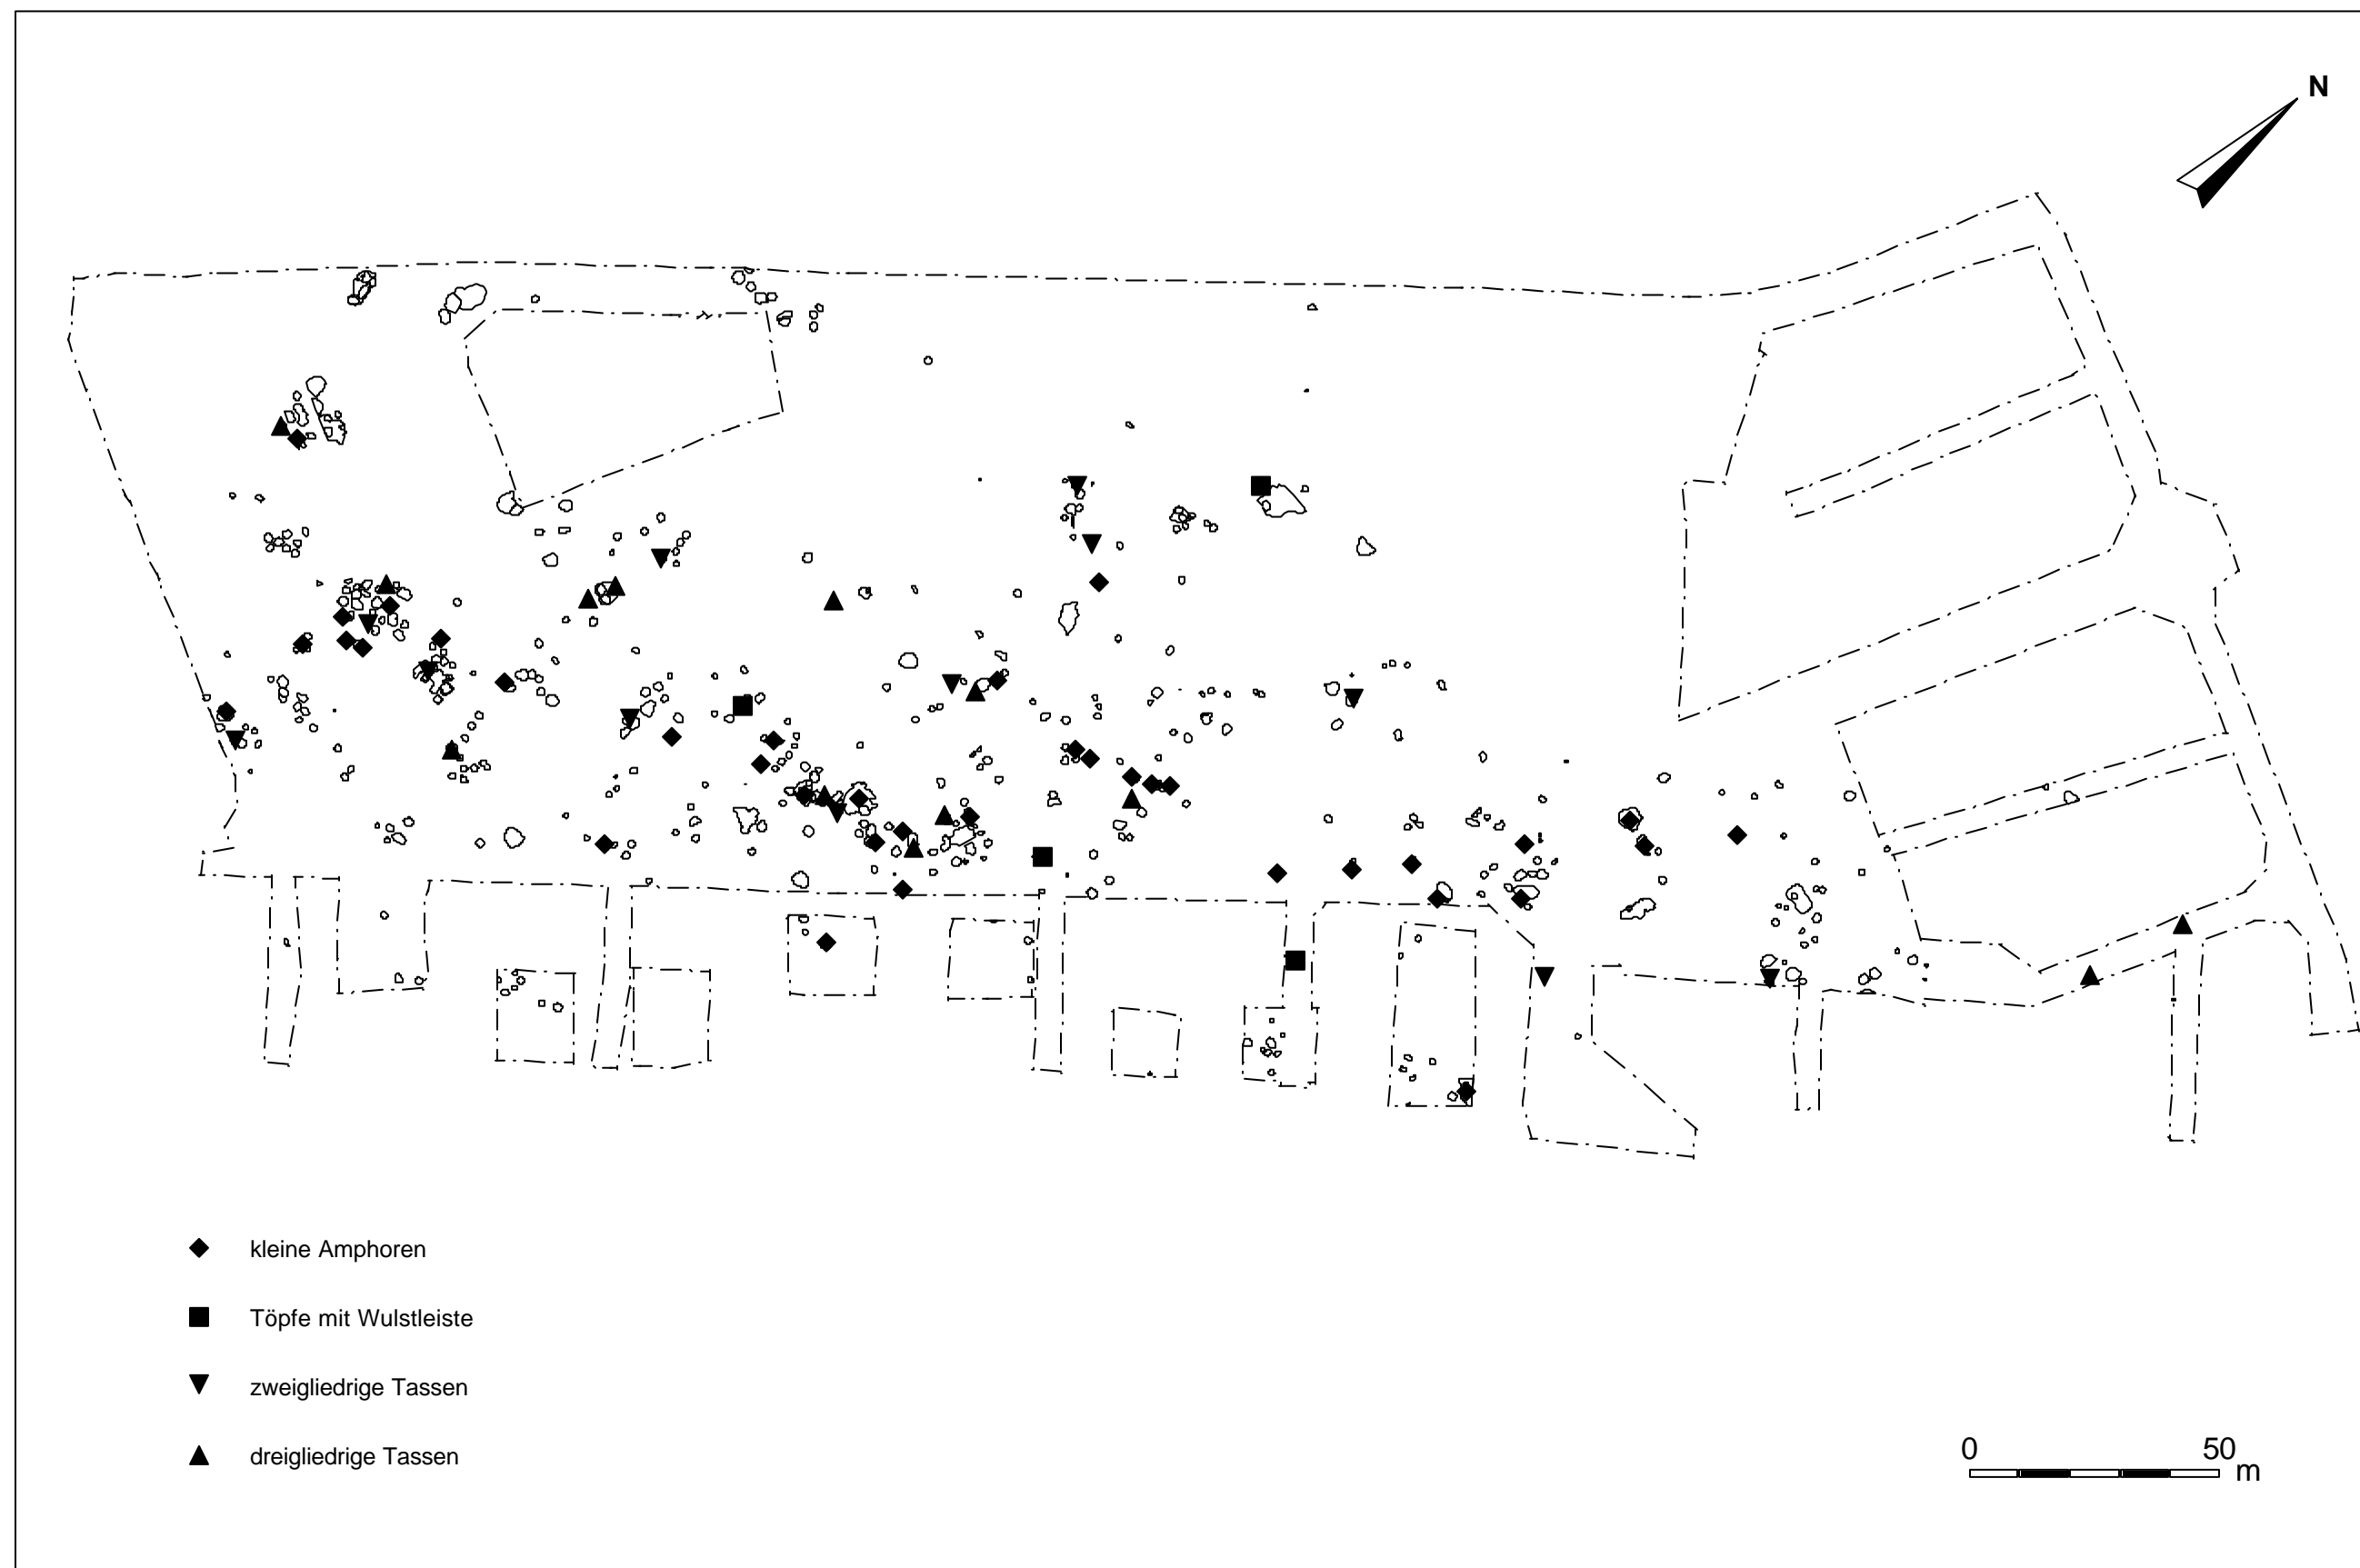 N
kleine Amphoren
Töpfe mit Wulstleiste
zweigliedrige Tassen
dreigliedrige Tassen
0 50
m